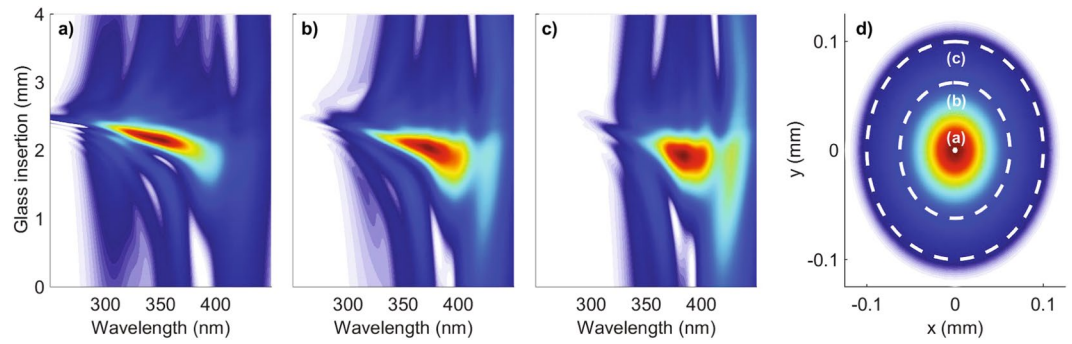 a)
b)
c)
d)
4
3
2
1
0
Glass insertion (mm)
300 350 400
Wavelength (nm)
300 350 400
Wavelength (nm)
300 350 400
Wavelength (nm)
0.1
0
-0.1
y (mm)
(c)
(b)
(a)
-0.1 0 0.1
x (mm)